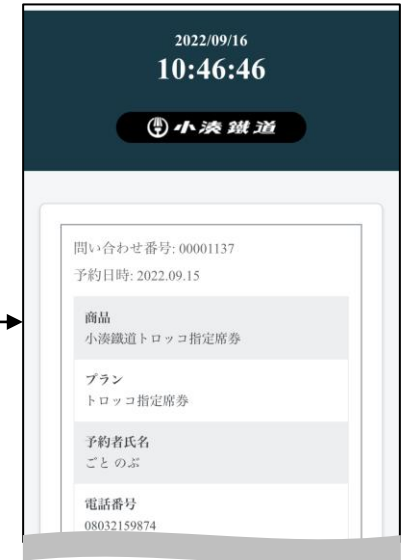 2022/09/16
10:46:46
小湊鐵道
問い合わせ番号: 00001137
予約日時: 2022.09.15
商品
小湊鐵道トロッコ指定席券
プラン
トロッコ指定席券
予約者氏名
ごと のぶ
電話番号
08032159874